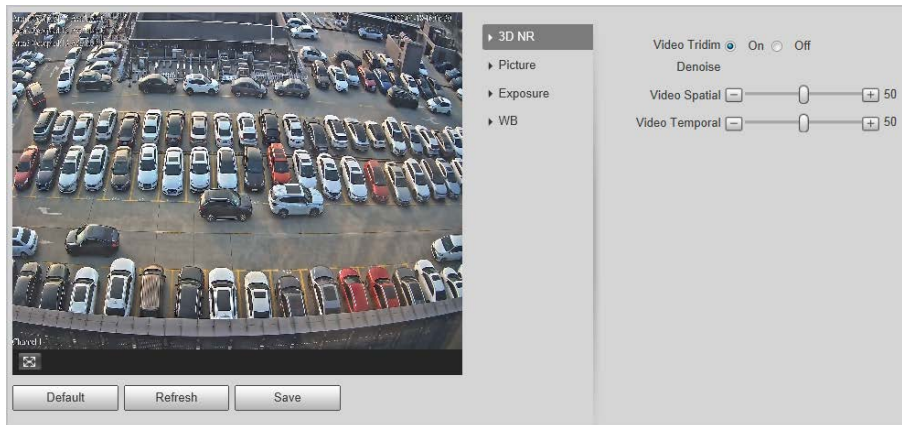 3D NR
Picture
Exposure
WB
Video Tridim On Off
Denoise
Video Spatial 50
Video Temporal 50
Default Refresh Save